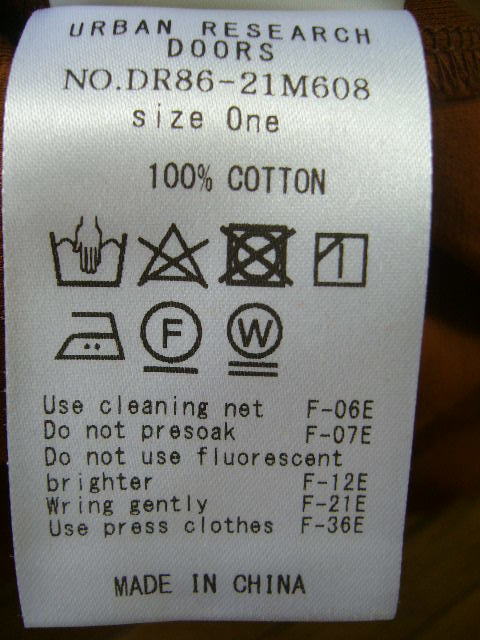 URBAN RESEARCH
DOORS
NO.DR86-21M608
size One
100% COTTON
F W
Use cleaning net F-06E
Do not presoak F-07E
Do not use fluorescent
brighter F-12E
Wring gently F-21E
Use press clothes F-36E
MADE IN CHINA